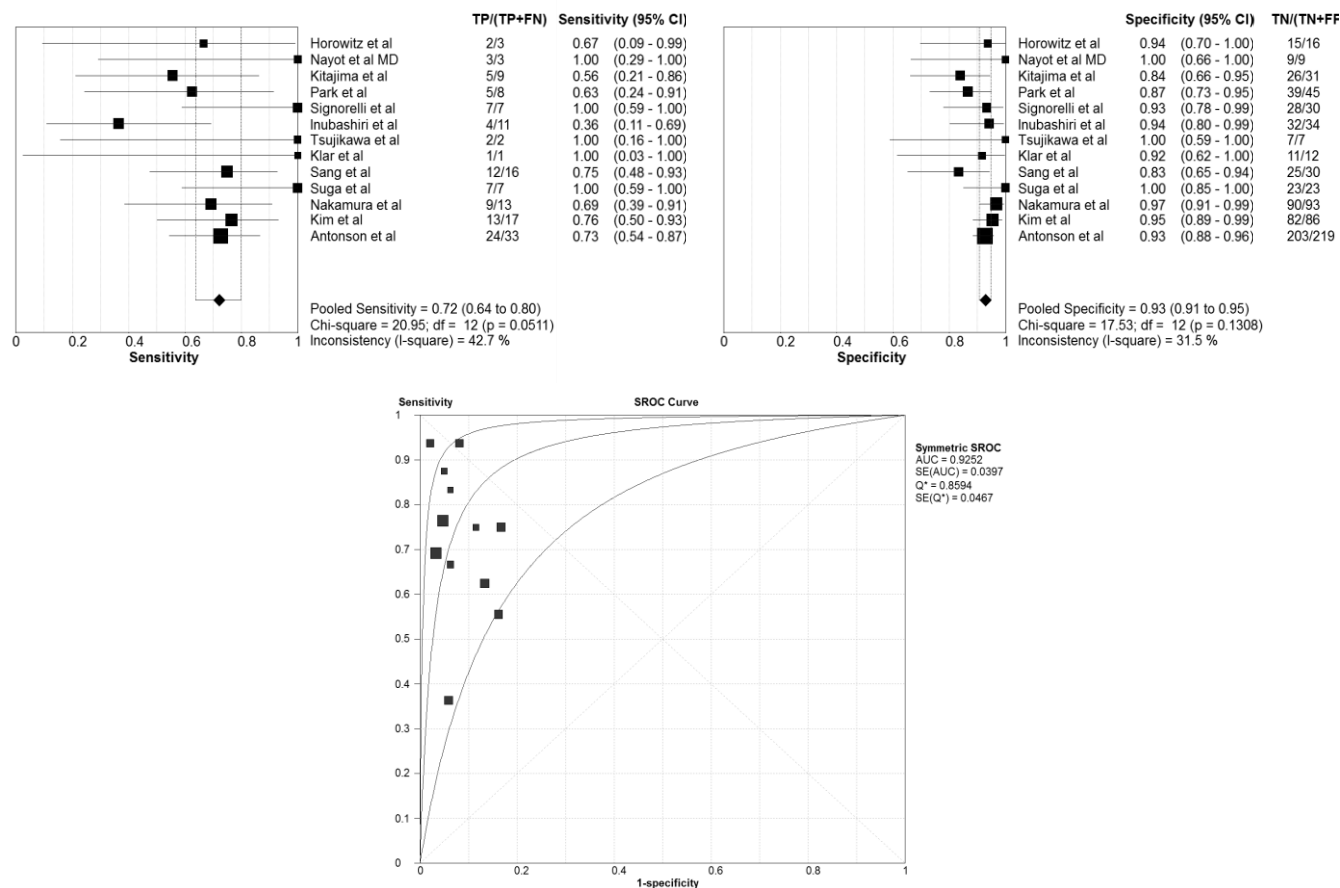 TP/(TP+FN) Sensitivity (95% CI)
Horowitz et al 2/3 0.67 (0.09 - 0.99)
Nayot MD 3/3 1.00 (0.29 - 1.00)
Kitajima et al 5/9 0.56 (0.21 - 0.86)
Park et al 5/8 0.63 (0.24 - 0.91)
Signorelli et al 7/7 1.00 (0.59 - 1.00)
Inubashiri et al 4/11 0.36 (0.11 - 0.69)
Tsujikawa et al 2/2 1.00 (0.16 - 1.00)
Klar et al 1/1 1.00 (0.03 - 1.00)
Sang et al 12/16 0.75 (0.48 - 0.93)
Suga et al 7/7 1.00 (0.59 - 1.00)
Nakamura et al 9/13 0.69 (0.39 - 0.91)
Kim et al 13/17 0.76 (0.50 - 0.93)
Antonson et al 24/33 0.73 (0.54 - 0.87)
Pooled Sensitivity = 0.72 (0.64 to 0.80)
Chi-square = 20.95; df = 12 (p = 0.0511)
Inconsistency (I-square) = 42.7 %
0 0.2 0.4 0.6 0.8 1
Sensitivity
Specificity (95% CI) TN/(TN+FP
Horowitz et al 0.94 (0.70 - 1.00) 15/16
Nayot et al MD 1.00 (0.66 - 1.00) 9/9
Kitajima et al 0.84 (0.66 - 0.95) 26/31
Park et al 0.87 (0.73 - 0.95) 39/45
Signorelli et al 0.93 (0.78 - 0.99) 28/30
Inubashiri et al 0.94 (0.80 - 0.99) 32/34
Tsujikawa et al 1.00 (0.59 - 1.00) 7/7
Klar et al 0.92 (0.62 - 1.00) 11/12
Sang et al 0.83 (0.65 - 0.94) 25/30
Suga et al 1.00 (0.85 - 1.00) 23/23
Nakamura et al 0.97 (0.91 - 0.99) 90/93
Kim et al 0.95 (0.89 - 0.99) 82/86
Antonson et al 0.93 (0.88 - 0.96) 203/219
Pooled Specificity = 0.93 (0.91 to 0.95)
Chi-square = 17.53; df = 12 (p = 0.1308)
Inconsistency (I-square) = 31.5 %
0 0.2 0.4 0.6 0.8 1
Specificity
Sensitivity SROC Curve
1
0.9
0.8
0.7
0.6
0.5
0.4
0.3
0.2
0.1
0
0 0.2 0.4 0.6 0.8 1
1-specificity
Symmetric SROC
AUC = 0.9252
SE(AUC) = 0.0397
Q* = 0.8594
SE(Q*) = 0.0467